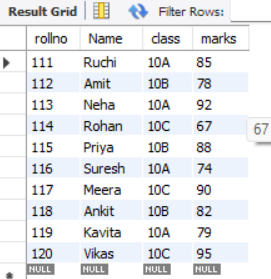 Result Grid Filter Rows:
rollno Name class marks
111 Ruchi 10A 85
112 Amit 10B 78
113 Neha 10A 92
114 Rohan 10C 67
67
115 Priya 10B 88
116 Suresh 10A 74
117 Meera 10C 90
118 Ankit 10B 82
119 Kavita 10A 79
120 Vikas 10C 95
NULL NULL NULL NULL